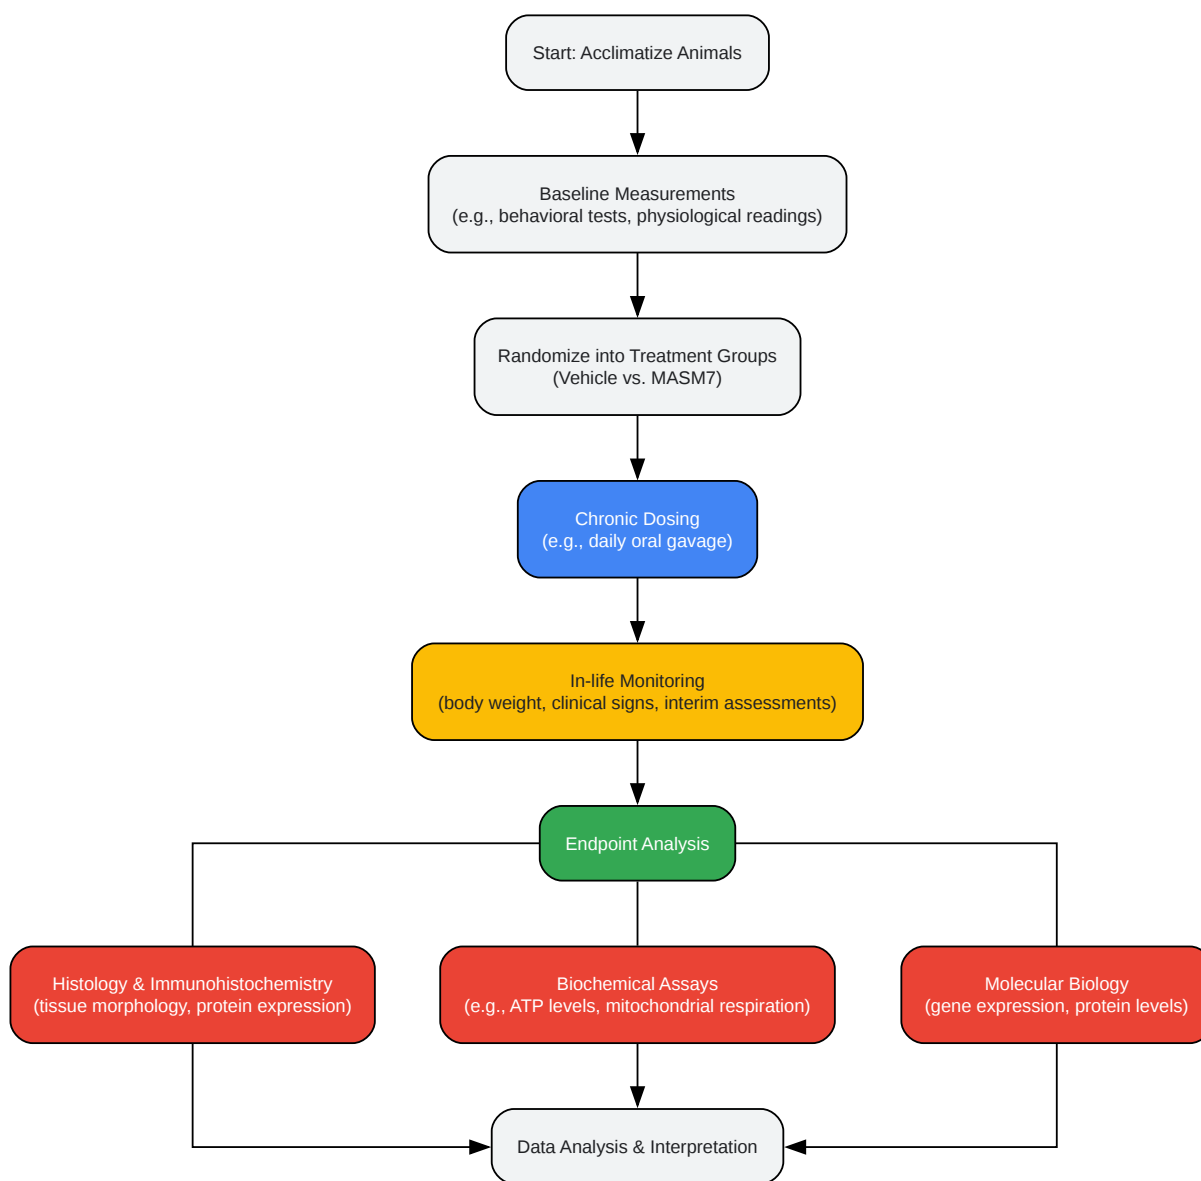 Start: Acclimatize Animals
Baseline Measurements
(e.g., behavioral tests, physiological readings)
Randomize into Treatment Groups
(Vehicle vs. MASM7)
Chronic Dosing
(e.g., daily oral gavage)
In-life Monitoring
(body weight, clinical signs, interim assessments)
Endpoint Analysis
Histology & Immunohistochemistry
(tissue morphology, protein expression)
Biochemical Assays
(e.g., ATP levels, mitochondrial respiration)
Molecular Biology
(gene expression, protein levels)
Data Analysis & Interpretation